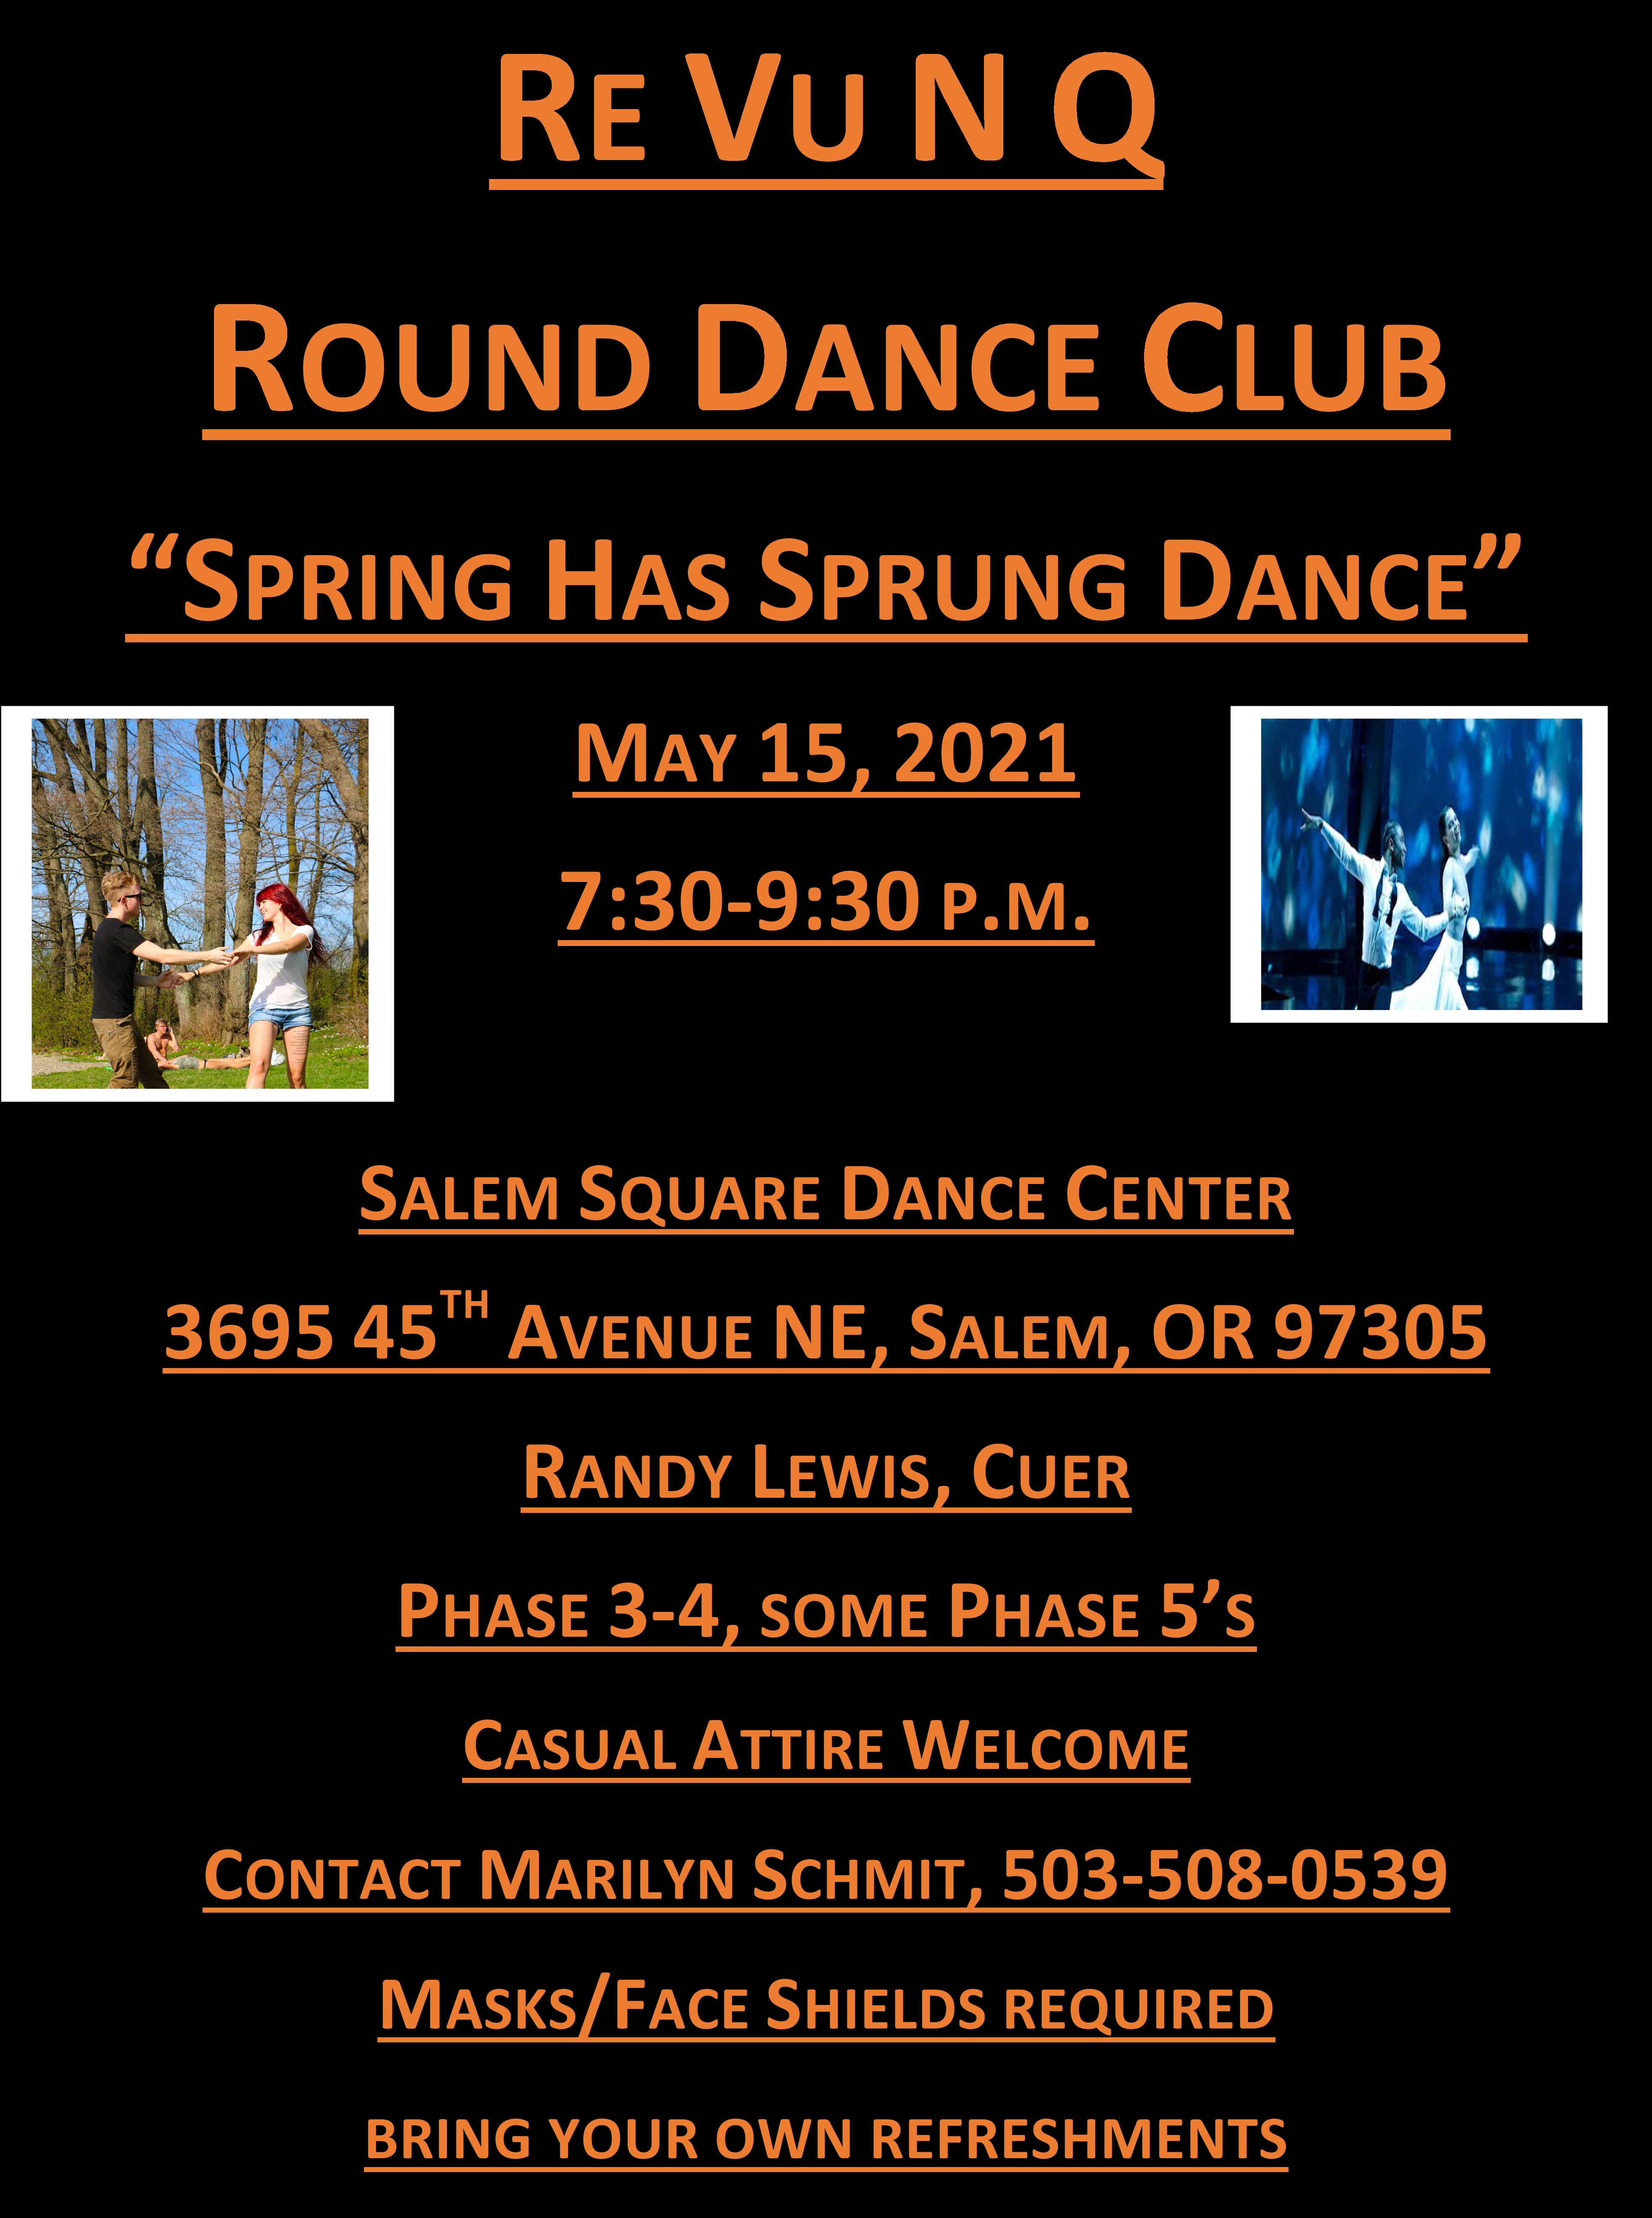 Re Vu N Q
Round Dance Club
“Spring Has Sprung Dance”
May 15, 2021
7:30-9:30 p.m.
Salem Square Dance Center
3695 45th Avenue NE, Salem, OR 97305
Randy Lewis, Cuer
Phase 3-4, some Phase 5’s
Casual Attire Welcome
Contact Marilyn Schmit, 503-508-0539
Masks/Face Shields required
bring your own refreshments